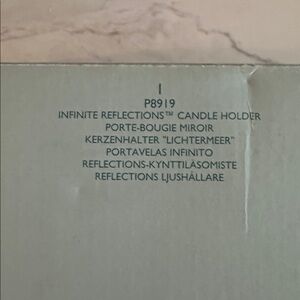 1
P8919
INFINITE REFLECTIONS™ CANDLE HOLDER
PORTE-BOUGIE MIROIR
KERZENHALTER "LICHTERMEER"
PORTAVELAS INFINITO
REFLECTIONS-KYNTTILÄSOMISTE
REFLECTIONS LJUSHÅLLARE